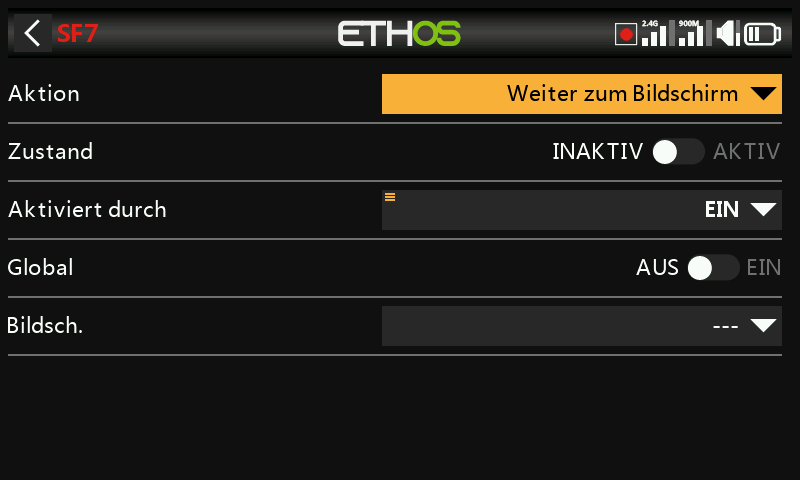 SF7
ETHOS
2.4G
900M
Aktion
Weiter zum Bildschirm
Zustand
INAKTIV AKTIV
Aktiviert durch
EIN
Global
AUS EIN
Bildsch.
---